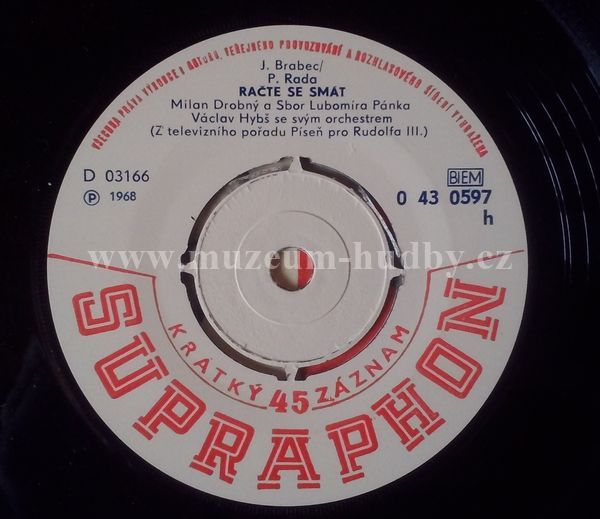 VŠECHNA PRÁVA VÝROBCE I AUTORŮ, VEŘEJNÉHO PROVOZOVÁNÍ A ROZHLASOVÉHO ŠÍŘENÍ VYHRAŽENA
J. Brabec/
P. Rada
RAČTE SE SMÁT
Milan Drobný a Sbor Lubomíra Pánka
Václav Hybš se svým orchestrem
(Z televizního pořadu Píseň pro Rudolfa III.)
D 03166
BIEM
Ⓟ 1968
0 43 0597
h
www.muzeum-hudby.cz
KRÁTKÝ 45 ZÁZNAM
SUPRAPHON